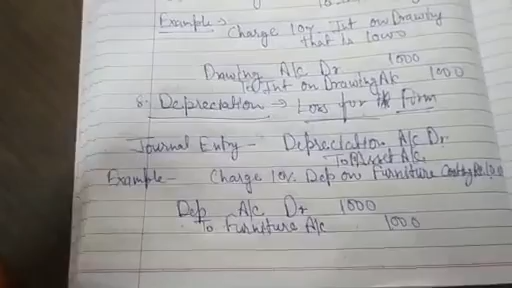 Example →
Charge 10%. Int on Drawing
that is 10000
Drawing A/c Dr 1000
To Int on Drawing A/c 1000
8. Depreciation → Loss for the Form
Journal Entry - Depreciation A/c Dr
To Asset A/c
Example - Charge 10% Dep on Furniture Costing
Dep A/c Dr 1000
To Furniture A/c 1000